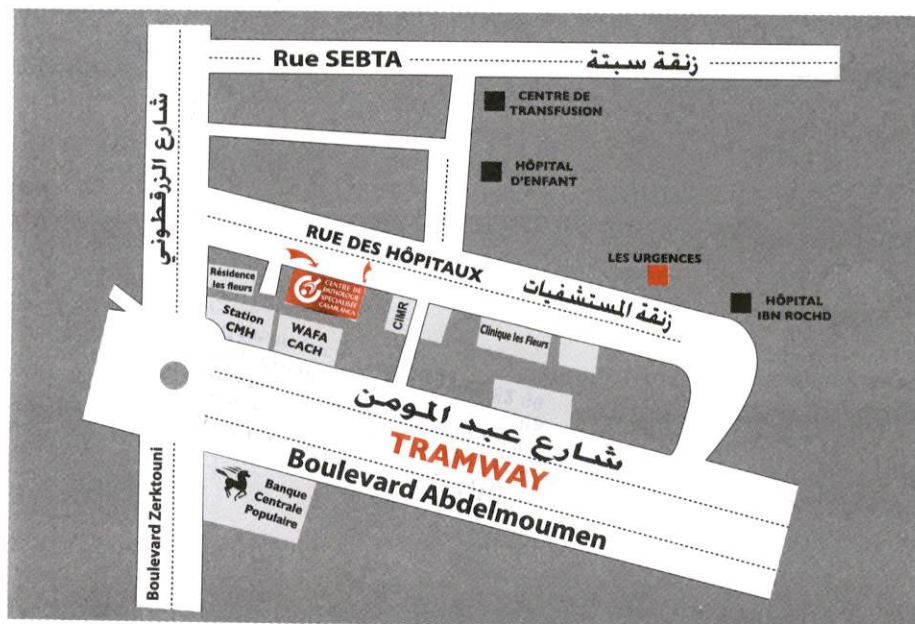 Rue SEBTA
زنقة سبتة
شارع الزرقطوني
CENTRE DE
TRANSFUSION
HÔPITAL
D'ENFANT
RUE DES HÔPITAUX
زنقة المستشفيات
LES URGENCES
HÔPITAL
IBN ROCHD
Résidence
les fleurs
CENTRE DE
PATHOLOGIE
SPÉCIALISÉE
CASABLANCA
CIMR
Station
CMH
WAFA
CACH
Clinique les Fleurs
شارع عبد المومن
TRAMWAY
Boulevard Abdelmoumen
Banque
Centrale
Populaire
Boulevard Zerktouni